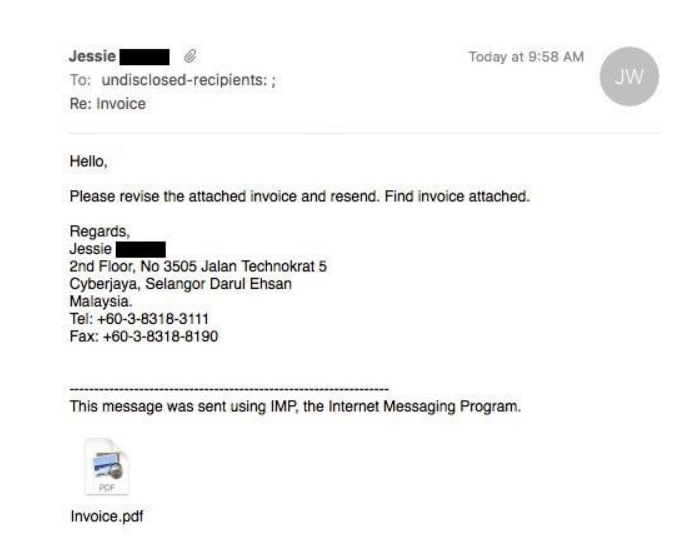 Jessie
Today at 9:58 AM
JW
To: undisclosed-recipients: ;
Re: Invoice
Hello,
Please revise the attached invoice and resend. Find invoice attached.
Regards,
Jessie
2nd Floor, No 3505 Jalan Technokrat 5
Cyberjaya, Selangor Darul Ehsan
Malaysia.
Tel: +60-3-8318-3111
Fax: +60-3-8318-8190
----------------------------------------------------------------
This message was sent using IMP, the Internet Messaging Program.
PDF
Invoice.pdf